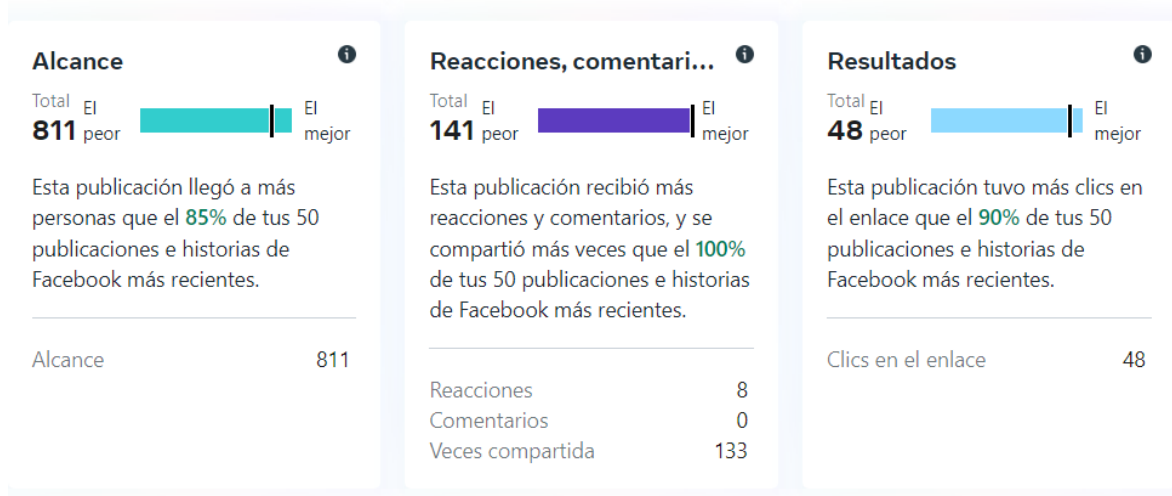 Alcance
Total
811
El peor
El mejor
Esta publicación llegó a más
personas que el 85% de tus 50
publicaciones e historias de
Facebook más recientes.
Alcance 811
Reacciones, comentari...
Total
141
El peor
El mejor
Esta publicación recibió más
reacciones y comentarios, y se
compartió más veces que el 100%
de tus 50 publicaciones e historias
de Facebook más recientes.
Reacciones 8
Comentarios 0
Veces compartida 133
Resultados
Total
48
El peor
El mejor
Esta publicación tuvo más clics en
el enlace que el 90% de tus 50
publicaciones e historias de
Facebook más recientes.
Clics en el enlace 48